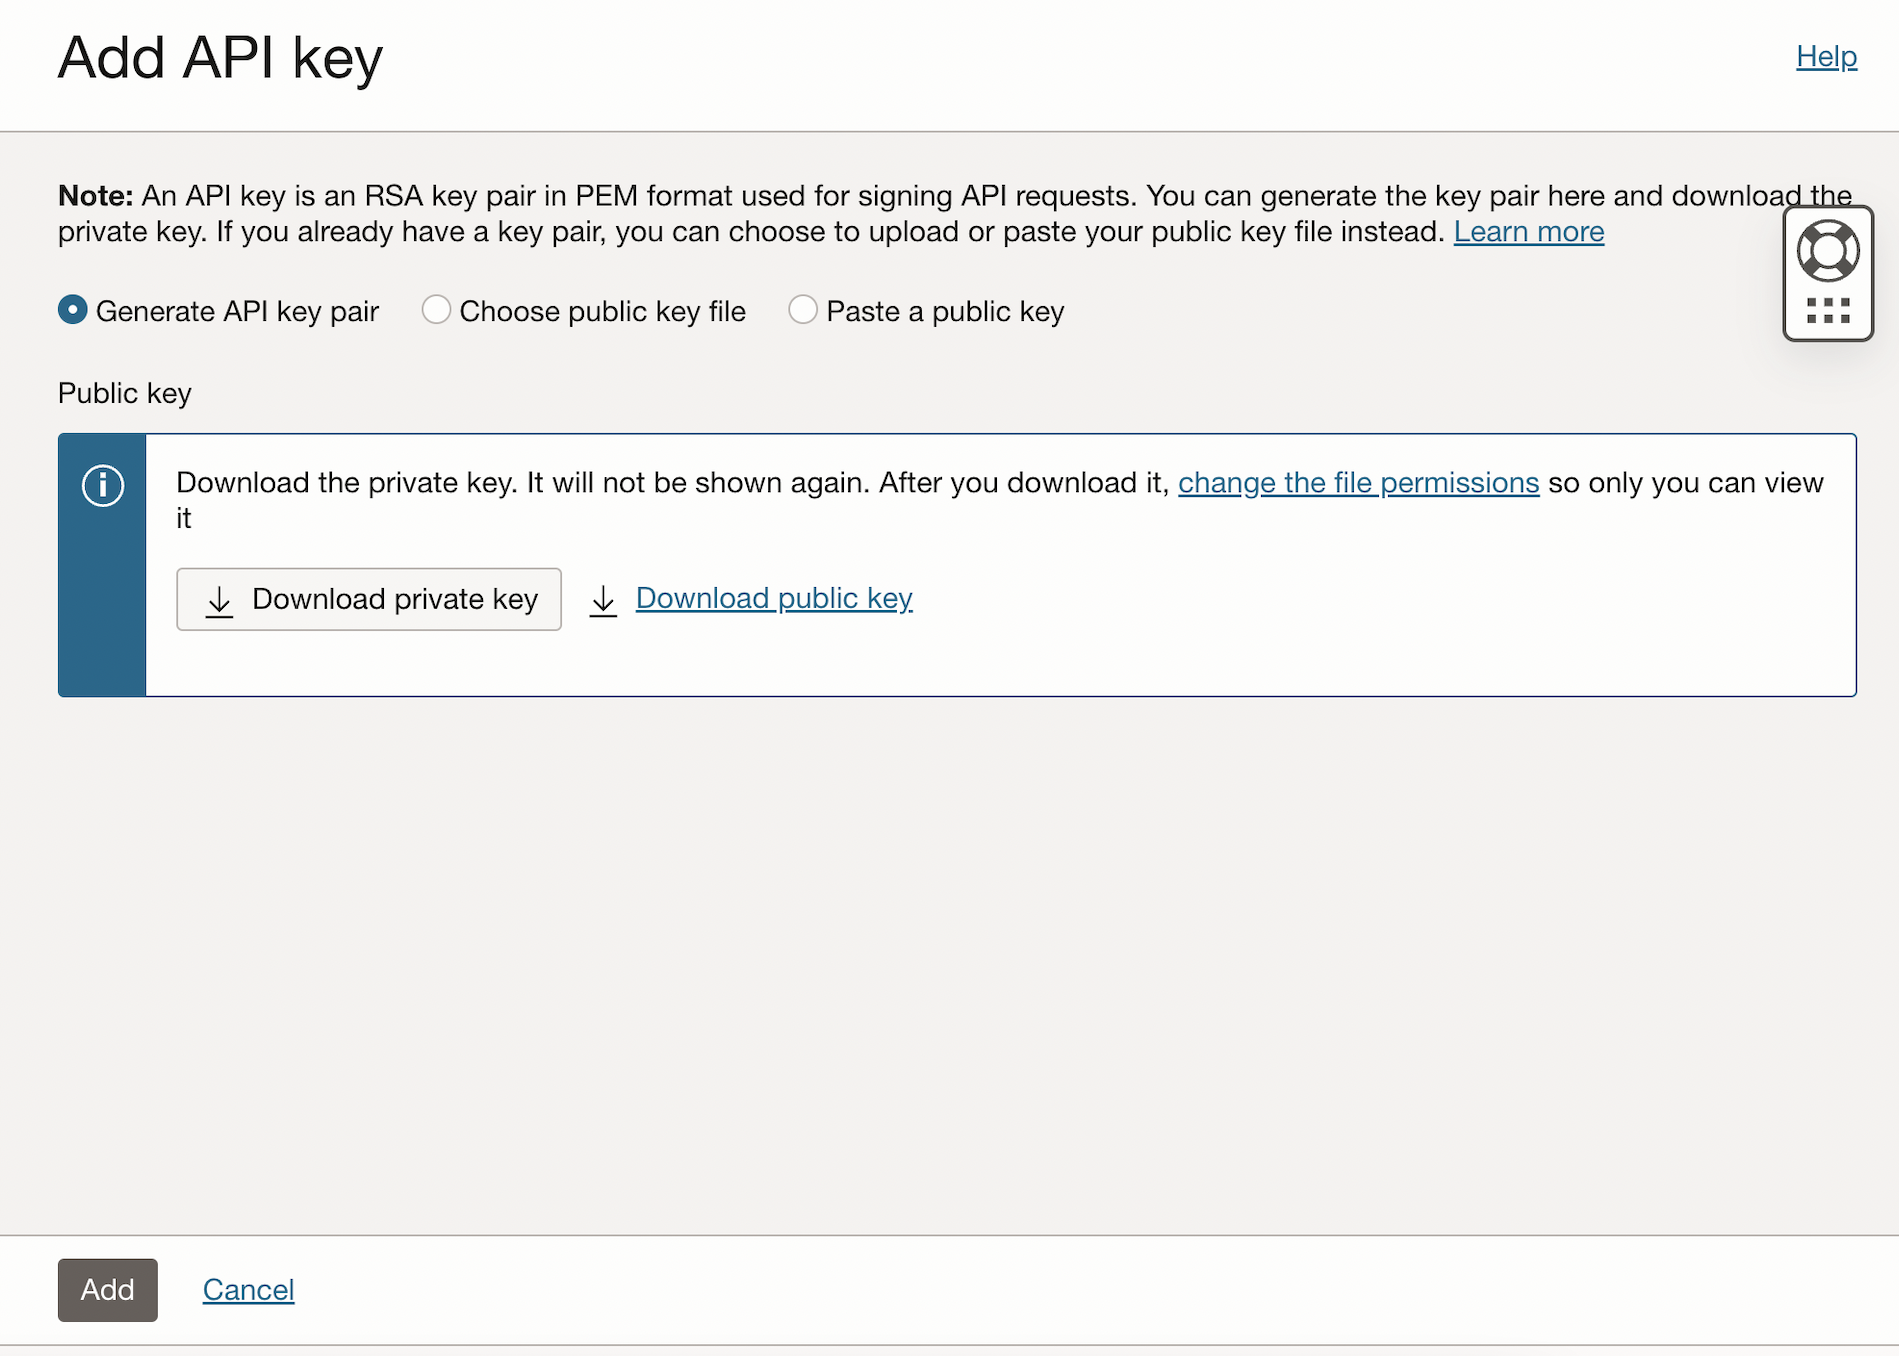 Add API key
Help
Note: An API key is an RSA key pair in PEM format used for signing API requests. You can generate the key pair here and download the
private key. If you already have a key pair, you can choose to upload or paste your public key file instead. Learn more
Generate API key pair Choose public key file Paste a public key
Public key
Download the private key. It will not be shown again. After you download it, change the file permissions so only you can view
it
Download private key Download public key
Add Cancel